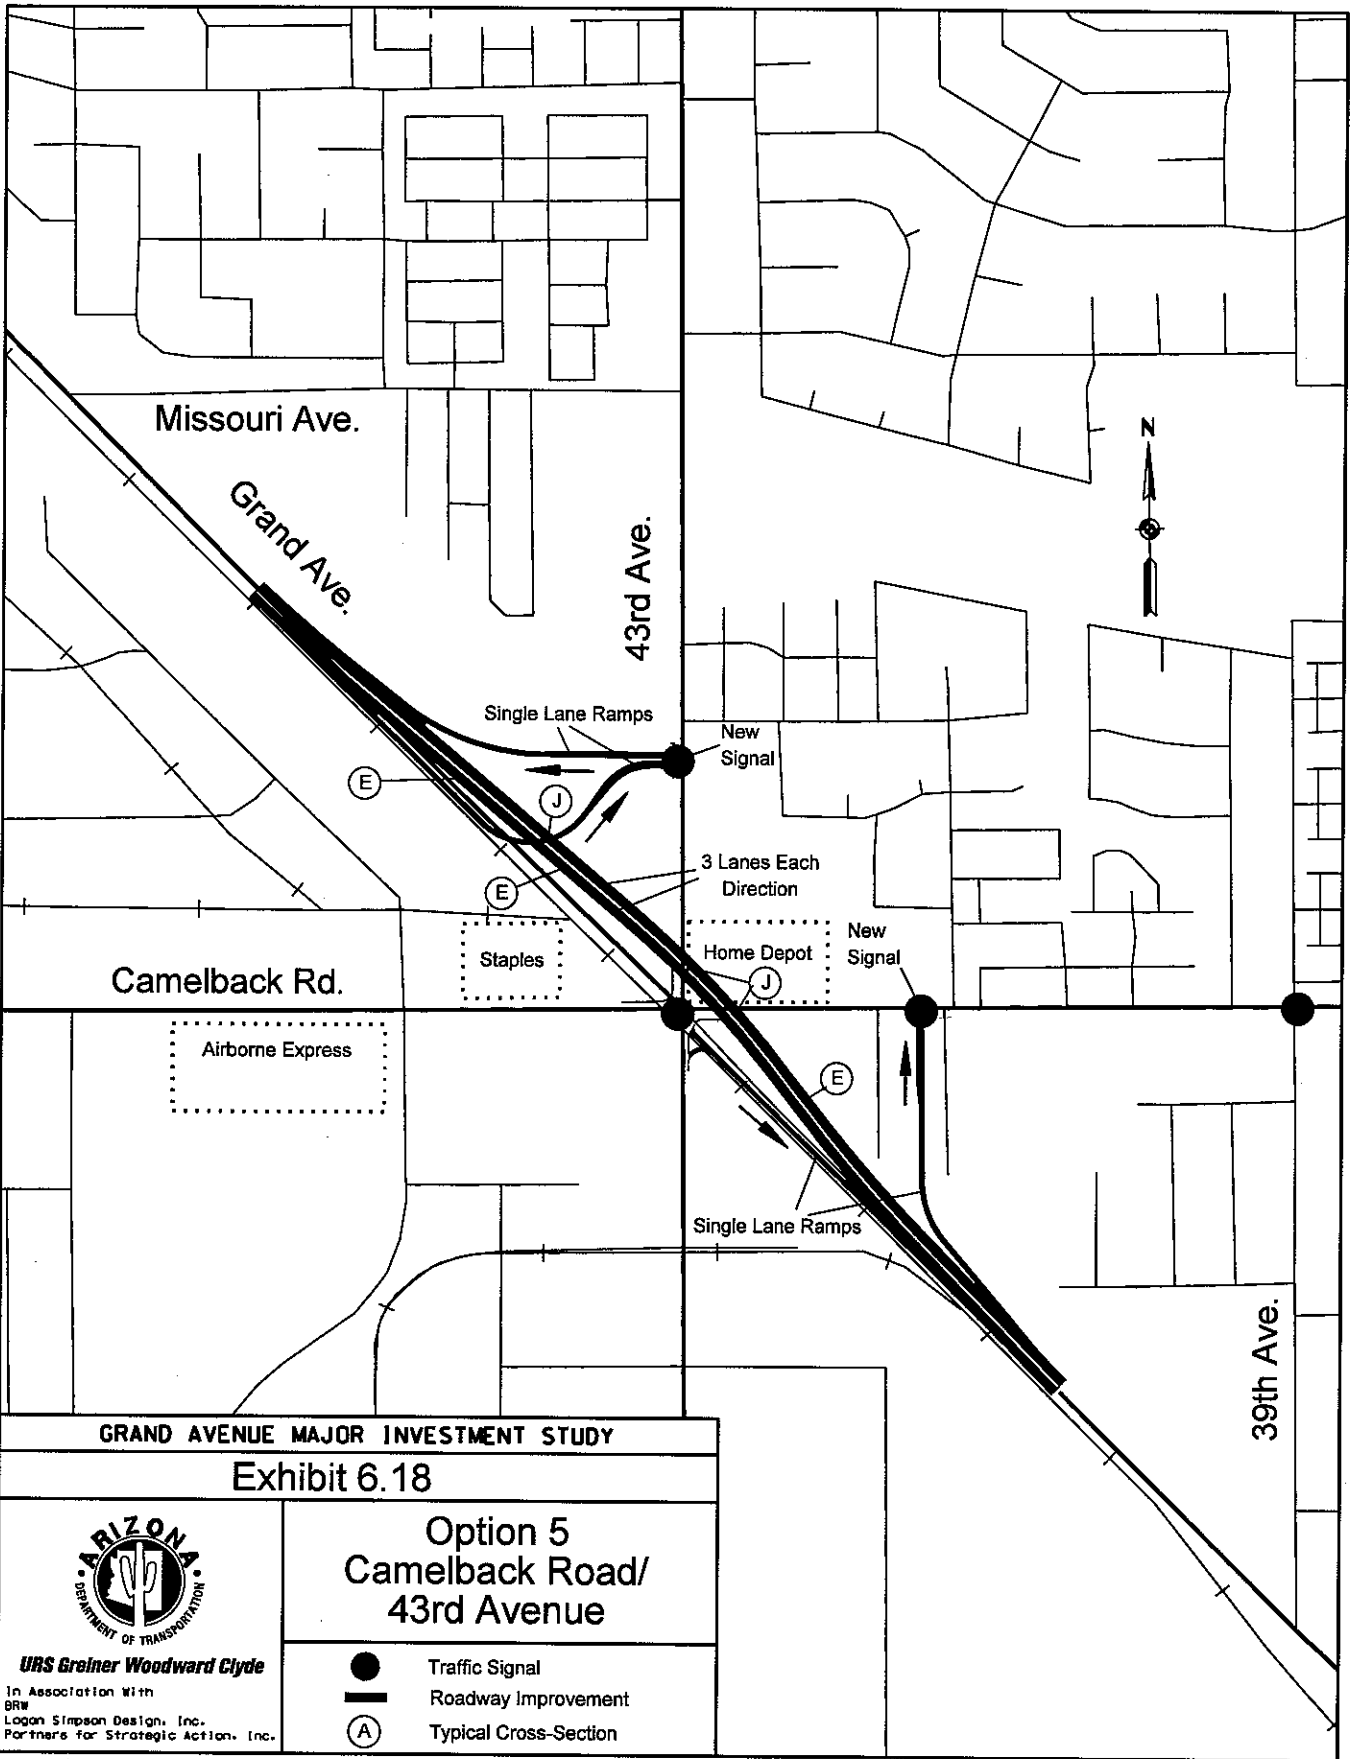 Missouri Ave.
Grand Ave.
43rd Ave.
N
Single Lane Ramps
New
Signal
E
J
3 Lanes Each
Direction
E
Staples
Home Depot
New
Signal
J
Camelback Rd.
Airborne Express
E
Single Lane Ramps
39th Ave.
GRAND AVENUE MAJOR INVESTMENT STUDY
Exhibit 6.18
ARIZONA
DEPARTMENT OF TRANSPORTATION
URS Greiner Woodward Clyde
In Association With
BRW
Logan Simpson Design, Inc.
Partners for Strategic Action, Inc.
Option 5
Camelback Road/
43rd Avenue
Traffic Signal
Roadway Improvement
A Typical Cross-Section